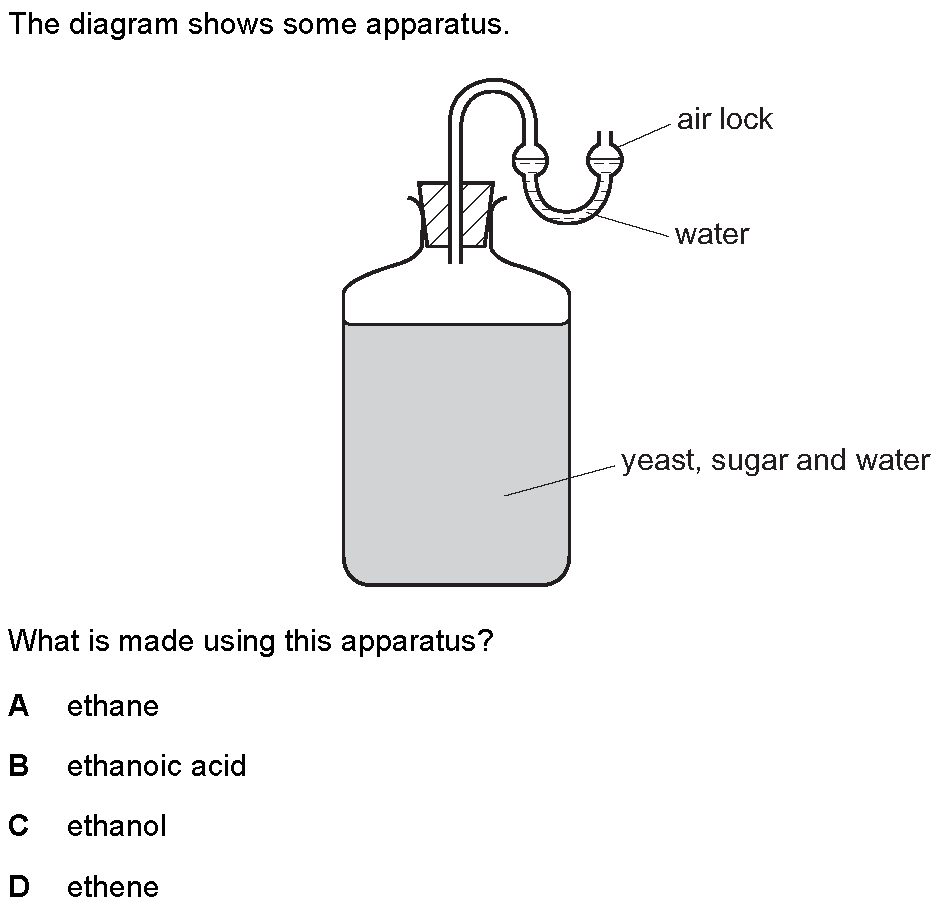 The diagram shows some apparatus.
air lock
water
yeast, sugar and water
What is made using this apparatus?
A ethane
B ethanoic acid
C ethanol
D ethene